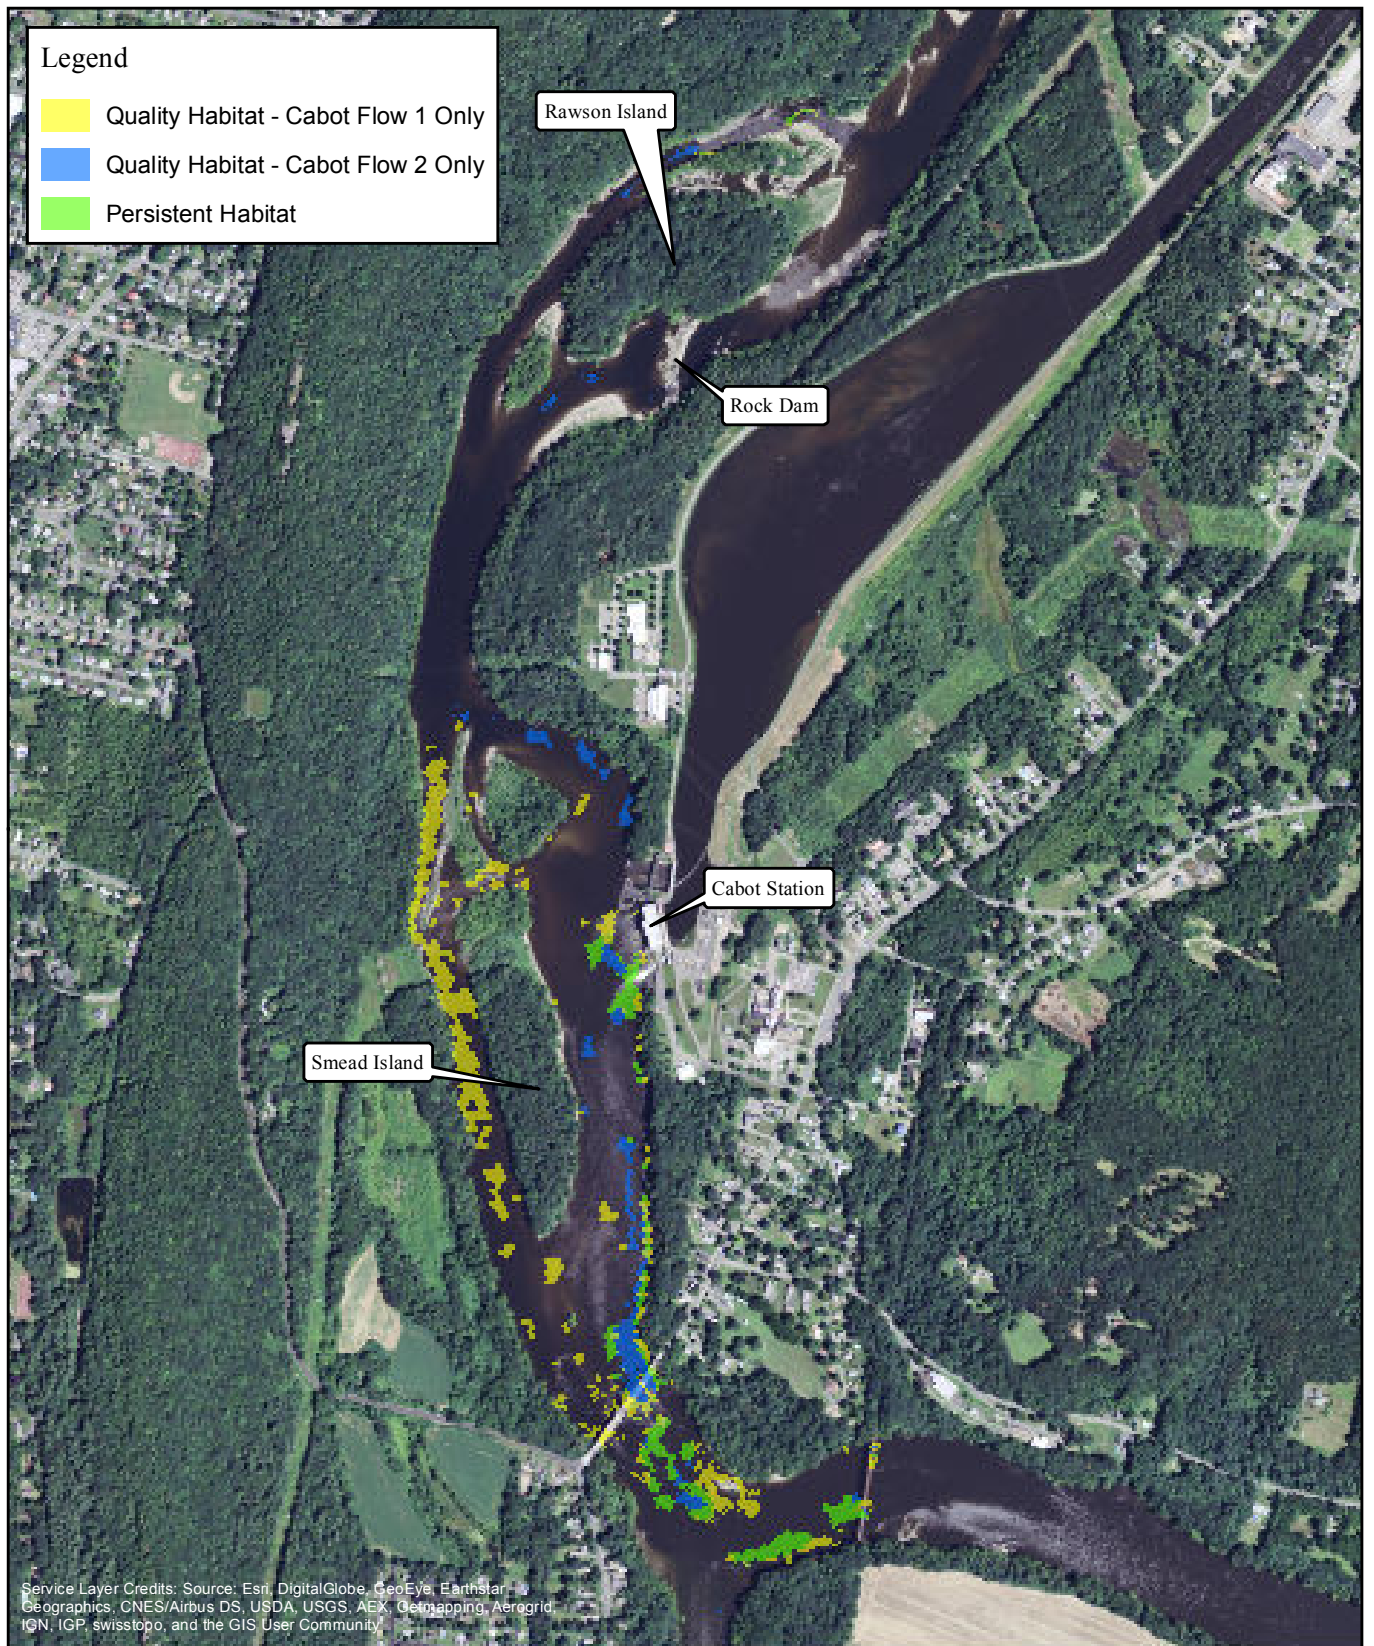 Legend
Quality Habitat - Cabot Flow 1 Only
Quality Habitat - Cabot Flow 2 Only
Persistent Habitat
Rawson Island
Rock Dam
Cabot Station
Smead Island
Service Layer Credits: Source: Esri, DigitalGlobe, GeoEye, Earthstar
Geographics, CNES/Airbus DS, USDA, USGS, AEX, Getmapping, Aerogrid,
IGN, IGP, swisstopo, and the GIS User Community